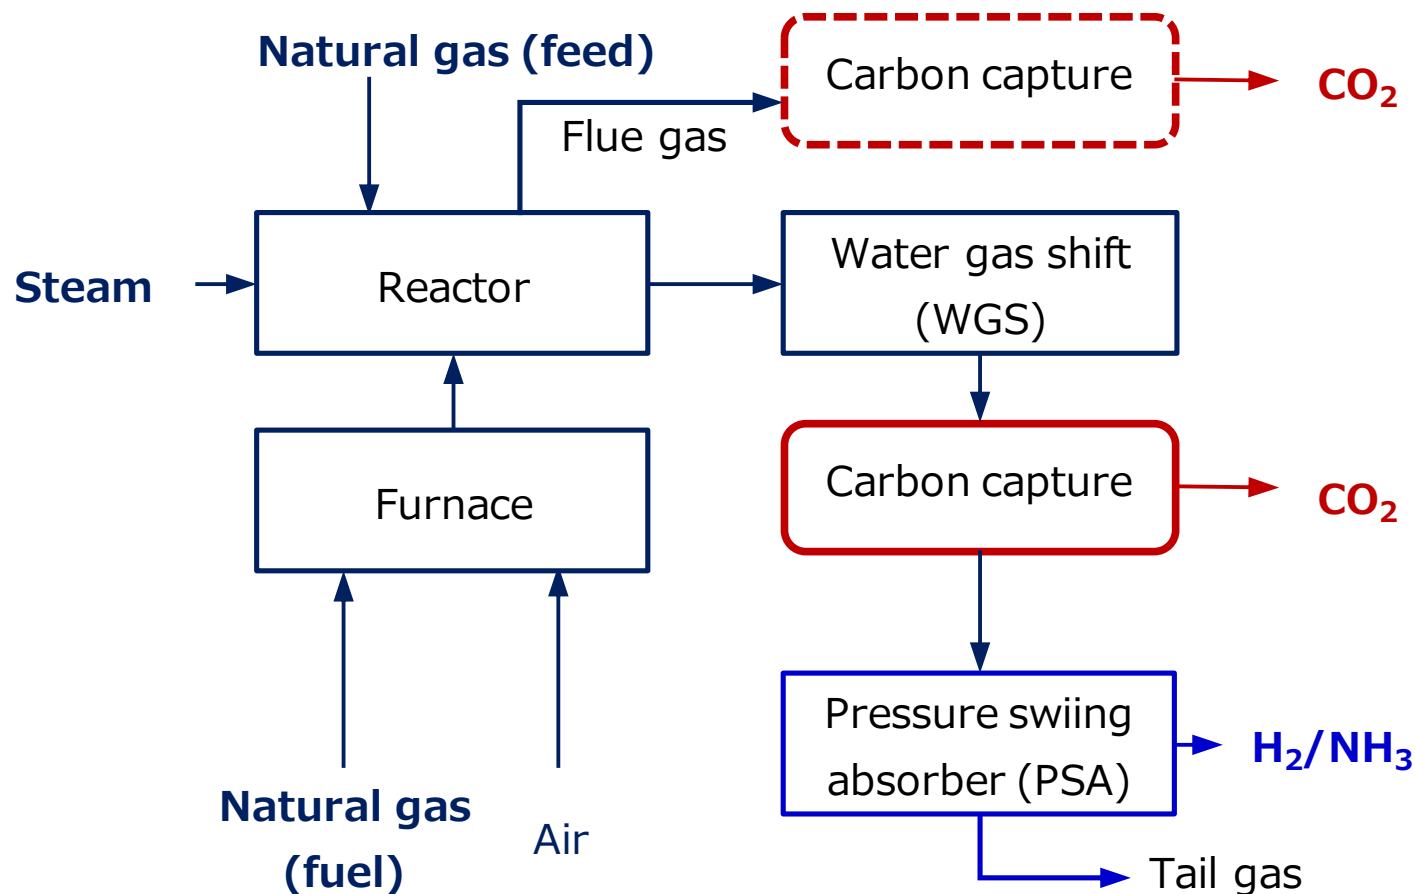 Natural gas (feed)
Carbon capture
CO₂
Flue gas
Steam
Reactor
Water gas shift
(WGS)
Furnace
Carbon capture
CO₂
Natural gas
(fuel)
Air
Pressure swiing
absorber (PSA)
H₂/NH₃
Tail gas